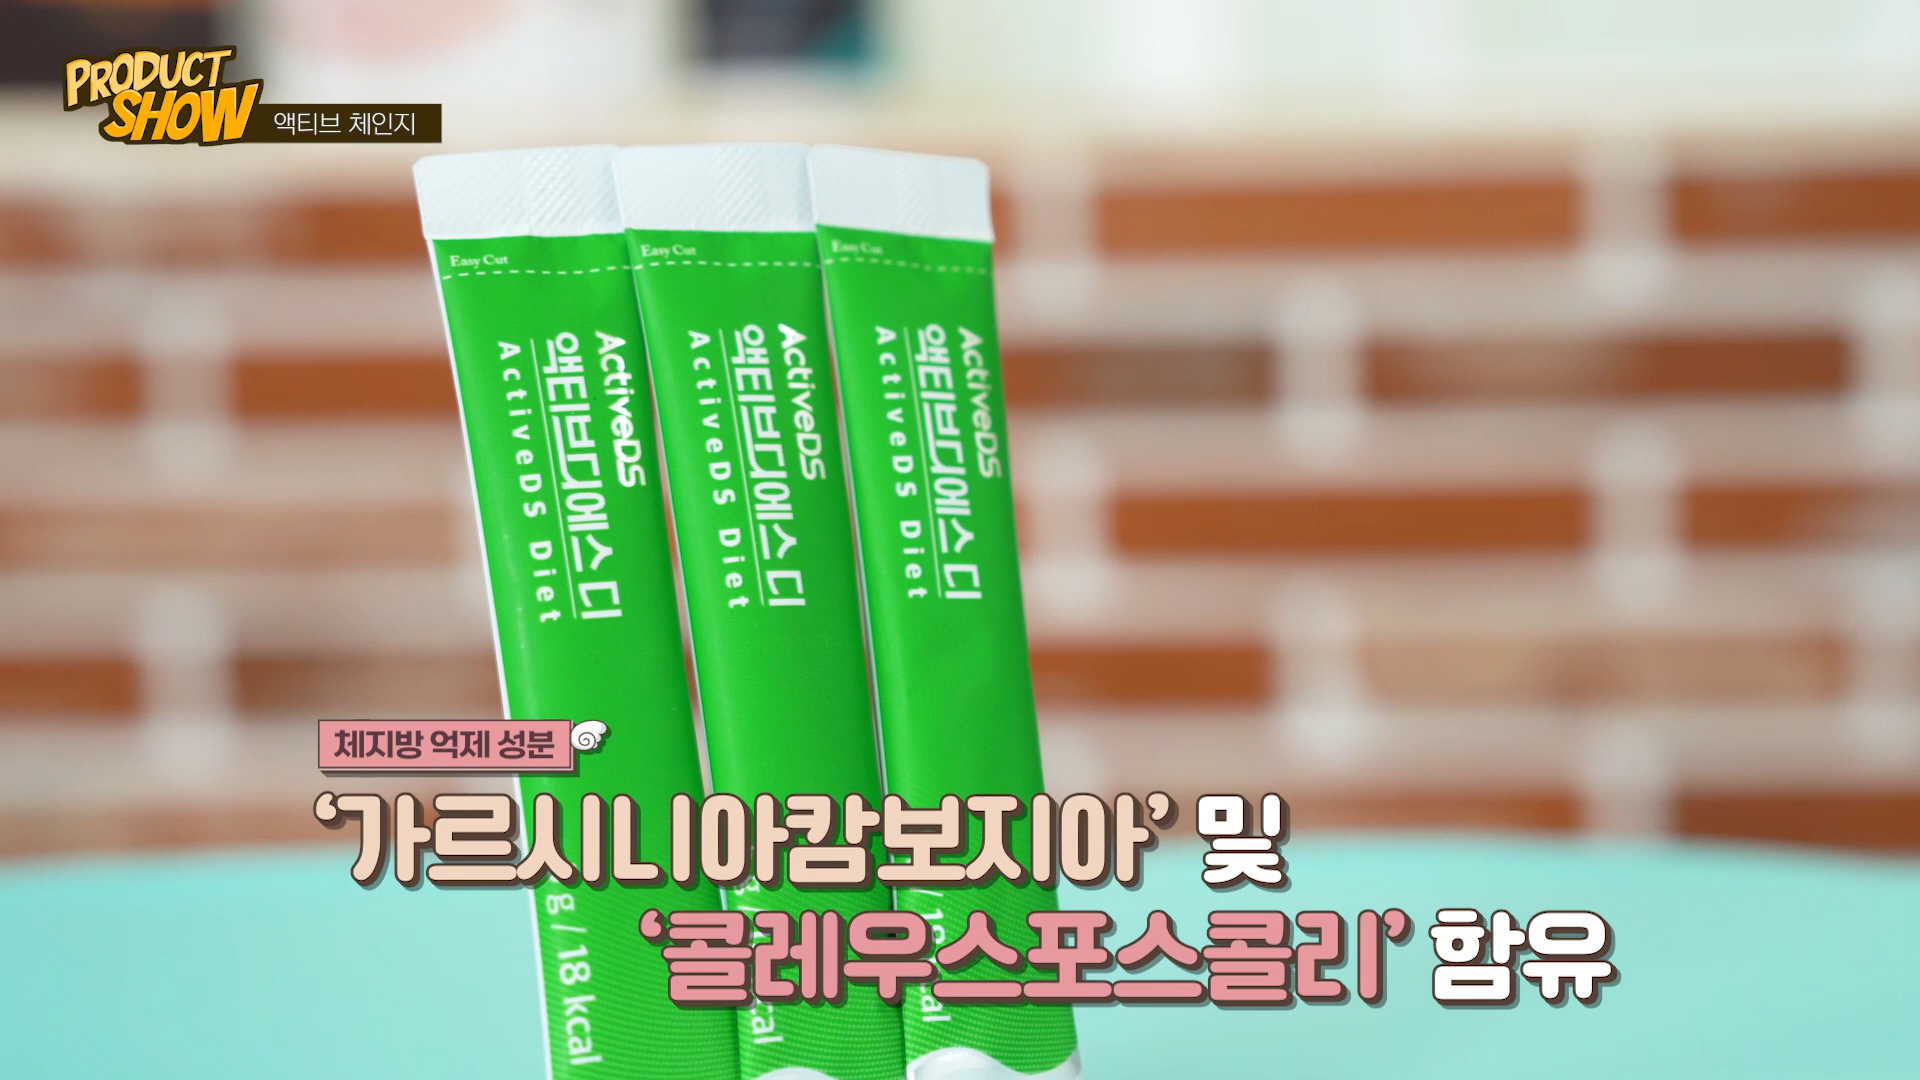 PRODUCT
SHOW
액티브 체인지
Easy Cut
ActiveDS
액티브디에스 디
ActiveDS Diet
g / 18 kcal
Easy Cut
ActiveDS
액티브디에스 디
ActiveDS Diet
Easy Cut
ActiveDS
액티브디에스 디
ActiveDS Diet
체지방 억제 성분
‘가르시니아캄보지아’ 및
‘콜레우스포스콜리’ 함유